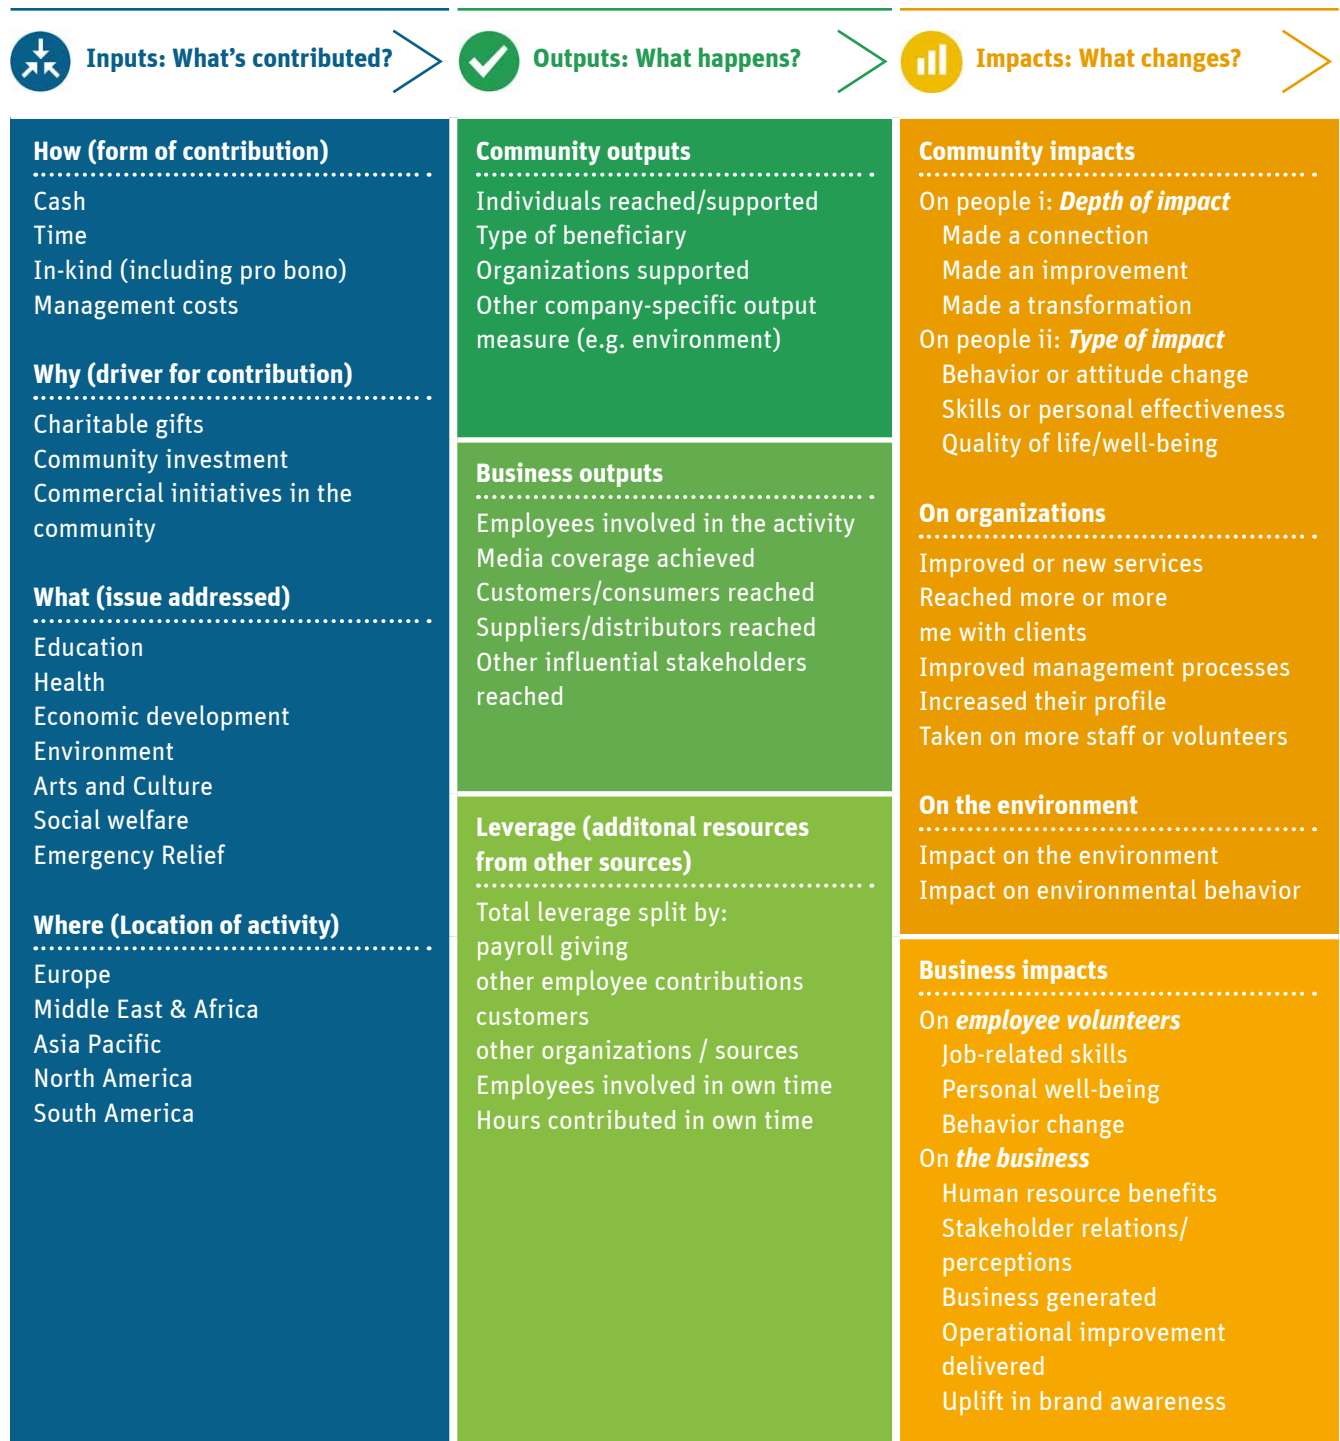 Inputs: What's contributed?
How (form of contribution)
Cash
Time
In-kind (including pro bono)
Management costs
Why (driver for contribution)
Charitable gifts
Community investment
Commercial initiatives in the
community
What (issue addressed)
Education
Health
Economic development
Environment
Arts and Culture
Social welfare
Emergency Relief
Where (Location of activity)
Europe
Middle East & Africa
Asia Pacific
North America
South America
Outputs: What happens?
Community outputs
Individuals reached/supported
Type of beneficiary
Organizations supported
Other company-specific output
measure (e.g. environment)
Business outputs
Employees involved in the activity
Media coverage achieved
Customers/consumers reached
Suppliers/distributors reached
Other influential stakeholders
reached
Leverage (additonal resources
from other sources)
Total leverage split by:
payroll giving
other employee contributions
customers
other organizations / sources
Employees involved in own time
Hours contributed in own time
Impacts: What changes?
Community impacts
On people i: Depth of impact
Made a connection
Made an improvement
Made a transformation
On people ii: Type of impact
Behavior or attitude change
Skills or personal effectiveness
Quality of life/well-being
On organizations
Improved or new services
Reached more or more
me with clients
Improved management processes
Increased their profile
Taken on more staff or volunteers
On the environment
Impact on the environment
Impact on environmental behavior
Business impacts
On employee volunteers
Job-related skills
Personal well-being
Behavior change
On the business
Human resource benefits
Stakeholder relations/
perceptions
Business generated
Operational improvement
delivered
Uplift in brand awareness